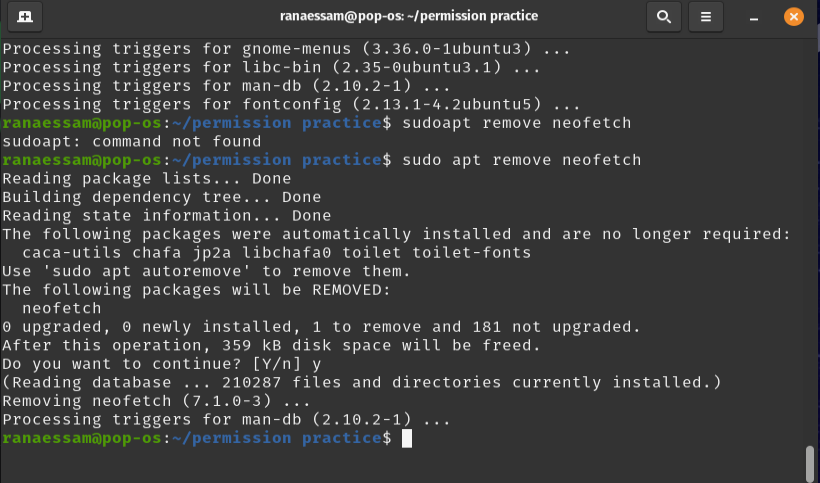 ranaessam@pop-os: ~/permission practice
Processing triggers for gnome-menus (3.36.0-1ubuntu3) ...
Processing triggers for libc-bin (2.35-0ubuntu3.1) ...
Processing triggers for man-db (2.10.2-1) ...
Processing triggers for fontconfig (2.13.1-4.2ubuntu5) ...
ranaessam@pop-os:~/permission practice$ sudoapt remove neofetch
sudoapt: command not found
ranaessam@pop-os:~/permission practice$ sudo apt remove neofetch
Reading package lists... Done
Building dependency tree... Done
Reading state information... Done
The following packages were automatically installed and are no longer required:
  caca-utils chafa jp2a libchafa0 toilet toilet-fonts
Use 'sudo apt autoremove' to remove them.
The following packages will be REMOVED:
  neofetch
0 upgraded, 0 newly installed, 1 to remove and 181 not upgraded.
After this operation, 359 kB disk space will be freed.
Do you want to continue? [Y/n] y
(Reading database ... 210287 files and directories currently installed.)
Removing neofetch (7.1.0-3) ...
Processing triggers for man-db (2.10.2-1) ...
ranaessam@pop-os:~/permission practice$